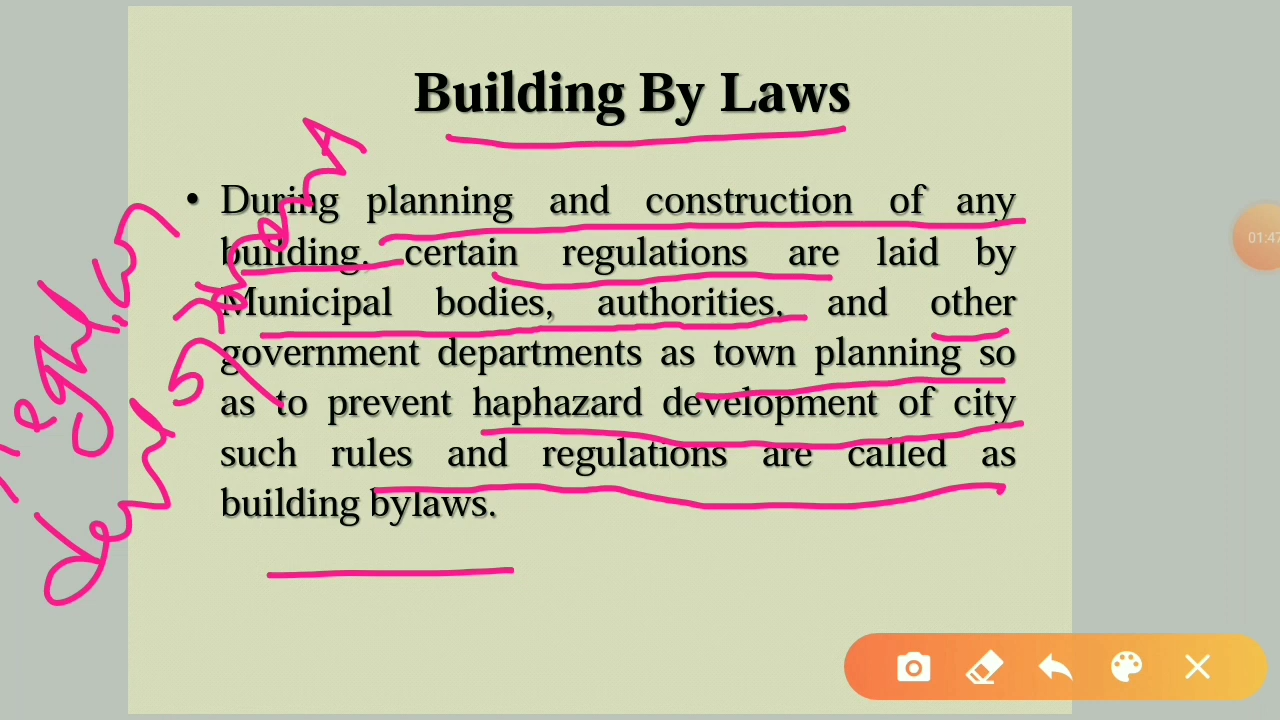 Building By Laws
• During planning and construction of any
building, certain regulations are laid by
Municipal bodies, authorities, and other
government departments as town planning so
as to prevent haphazard development of city
such rules and regulations are called as
building bylaws.
01:47